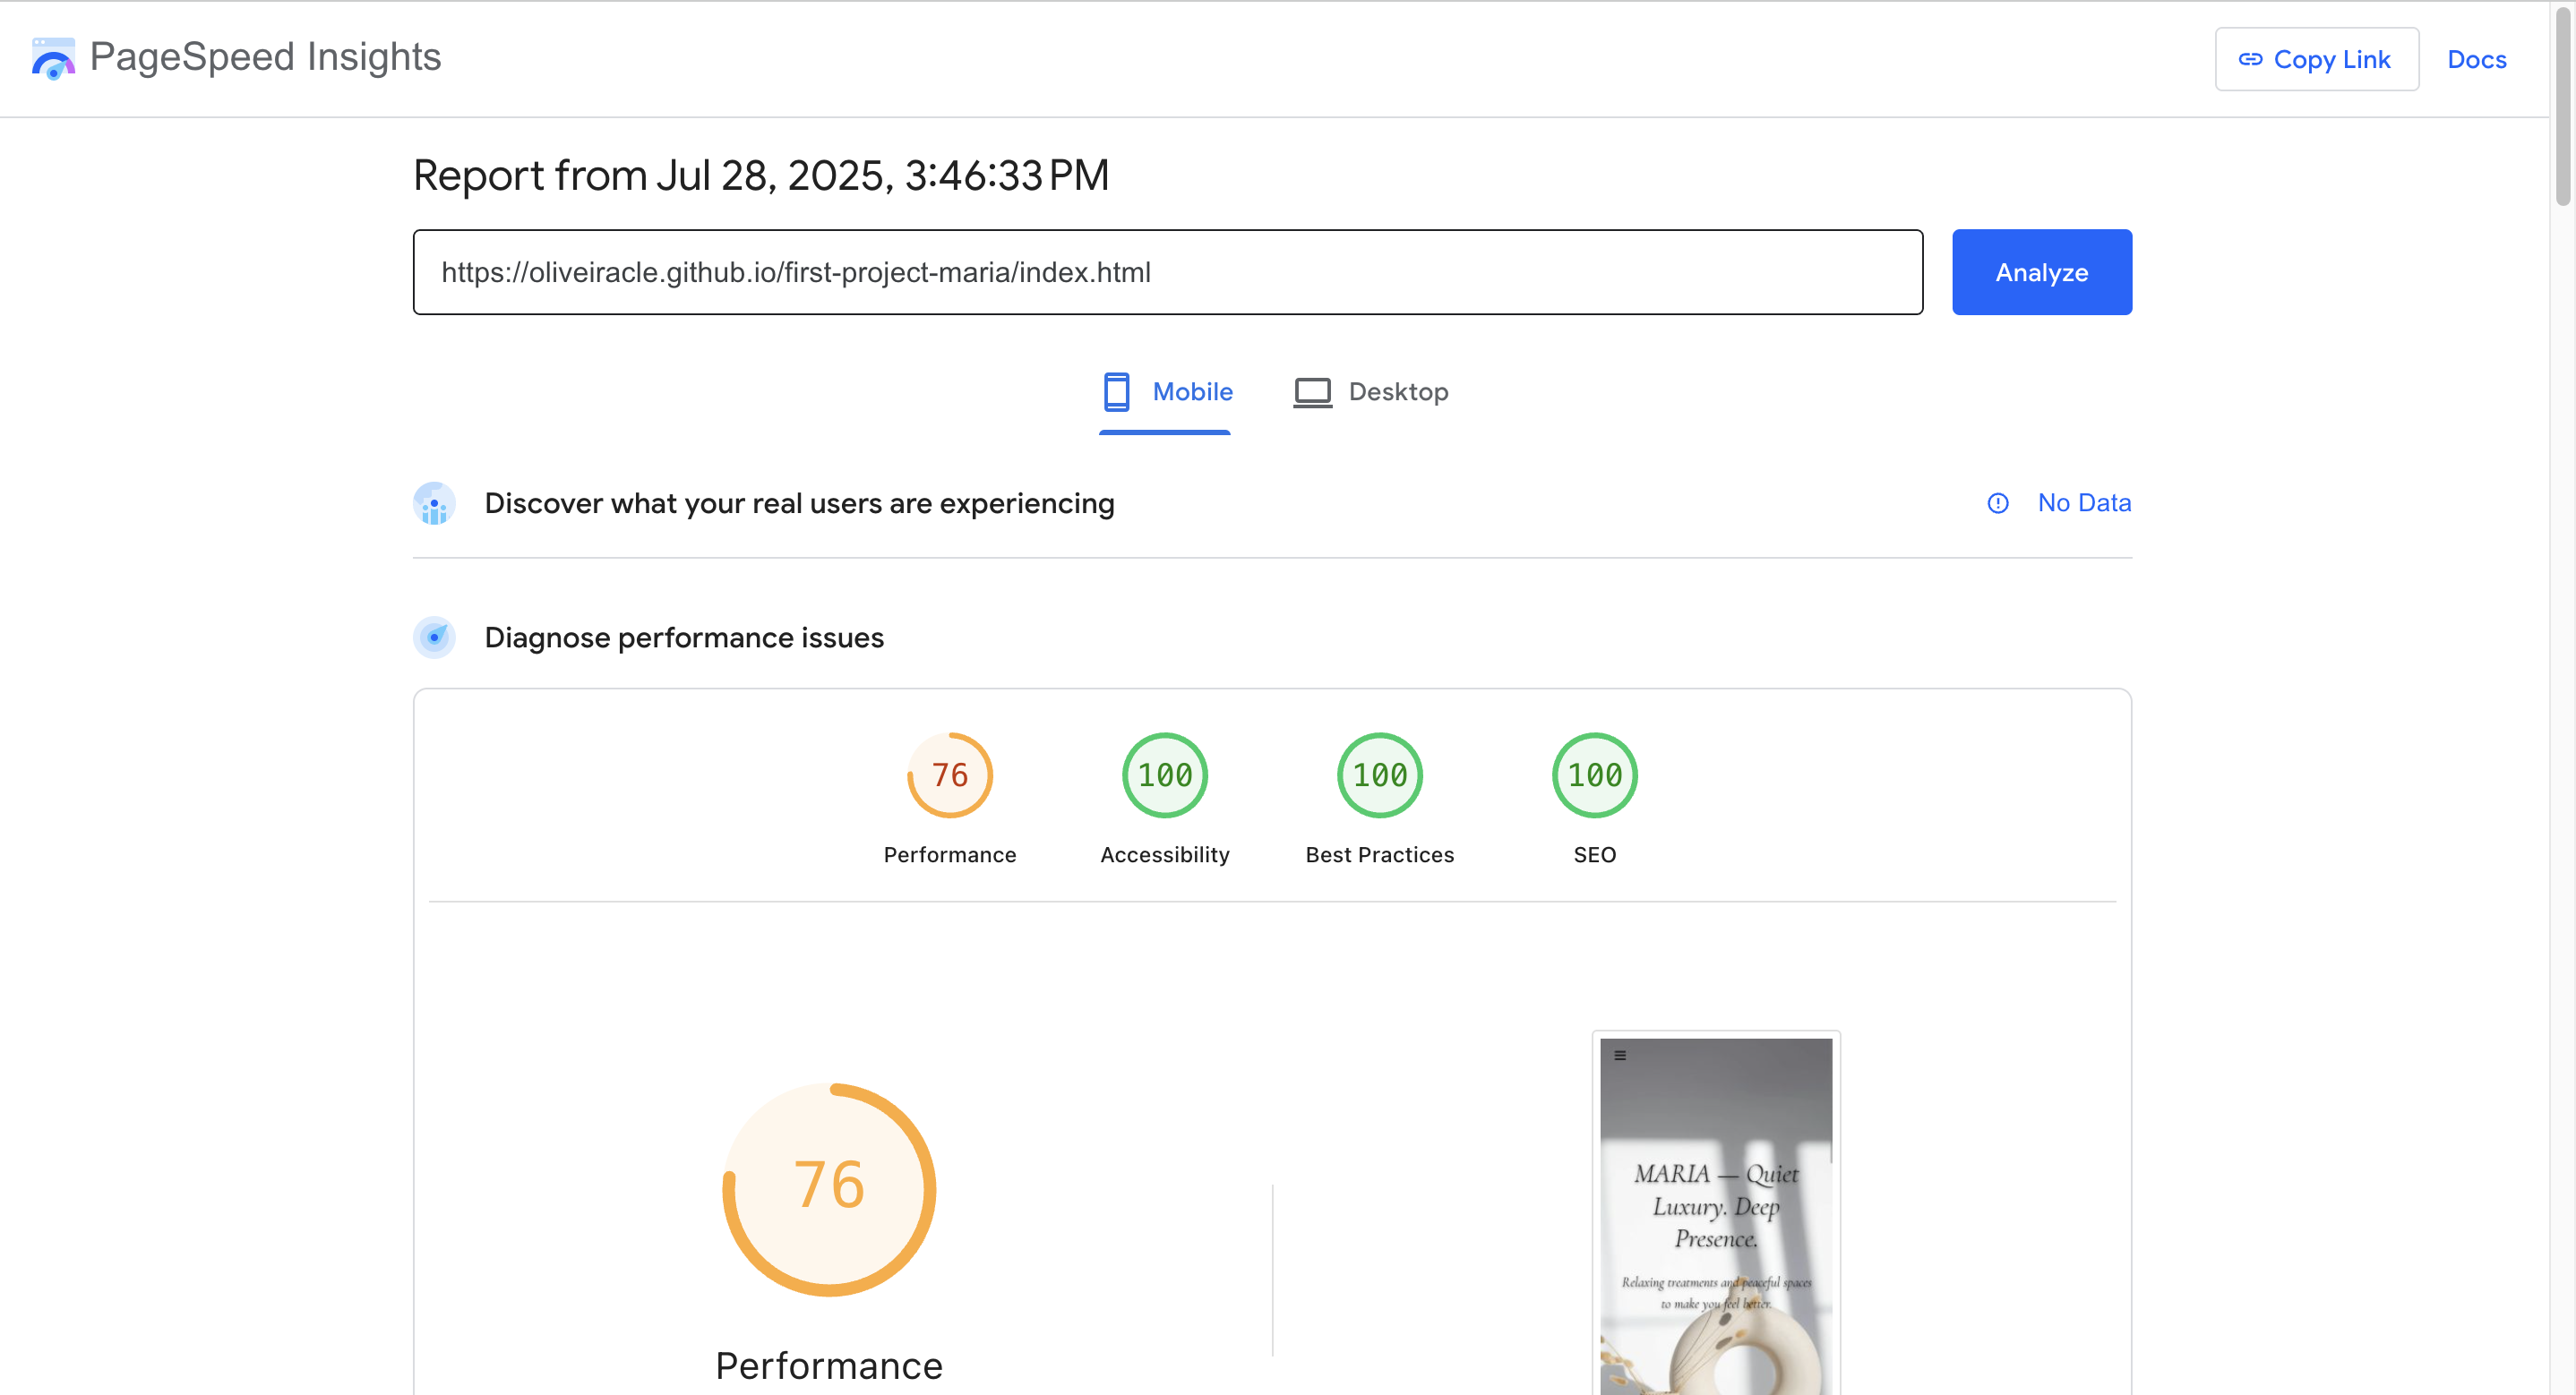 PageSpeed Insights
Copy Link
Docs
Report from Jul 28, 2025, 3:46:33 PM
https://oliveiracle.github.io/first-project-maria/index.html
Analyze
Mobile
Desktop
Discover what your real users are experiencing
No Data
Diagnose performance issues
76
100
100
100
Performance
Accessibility
Best Practices
SEO
76
Performance
MARIA — Quiet
Luxury. Deep
Presence.
Relaxing treatments and peaceful spaces
to make you feel better.